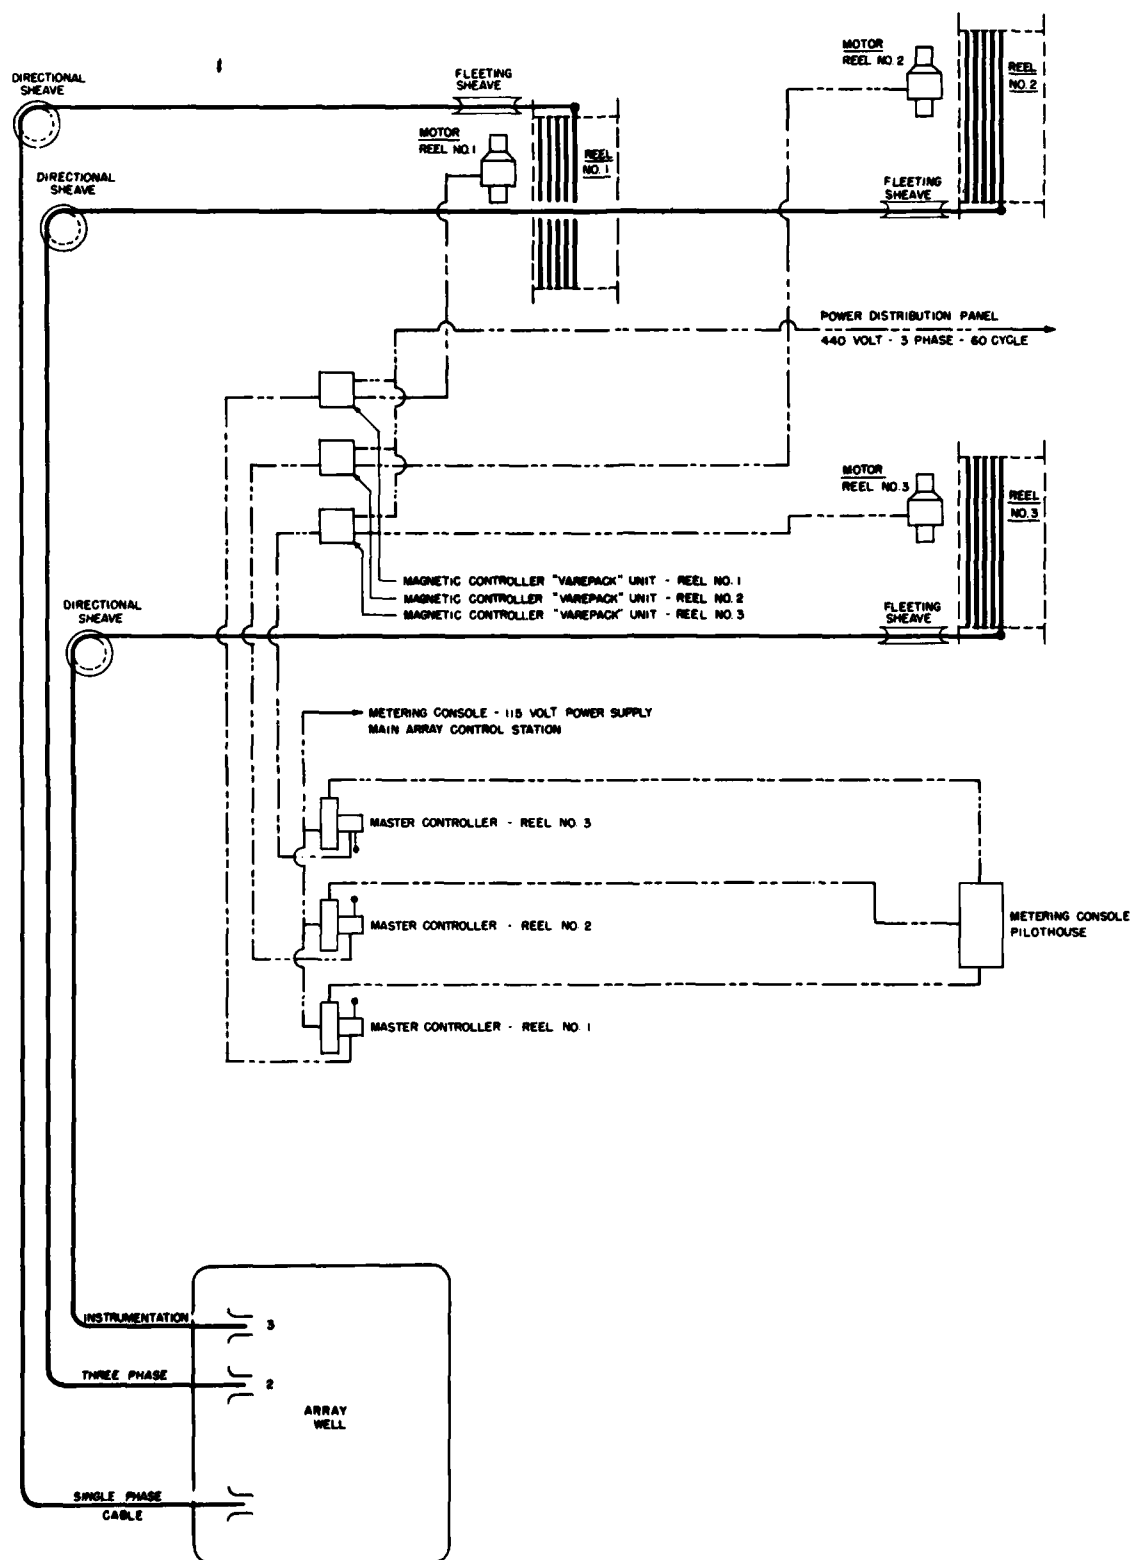 DIRECTIONAL
SHEAVE
FLEETING
SHEAVE
MOTOR
REEL NO. 1
REEL
NO. 1
MOTOR
REEL NO. 2
REEL
NO. 2
DIRECTIONAL
SHEAVE
FLEETING
SHEAVE
POWER DISTRIBUTION PANEL
440 VOLT - 3 PHASE - 60 CYCLE
MOTOR
REEL NO. 3
REEL
NO. 3
MAGNETIC CONTROLLER "VAREPACK" UNIT - REEL NO. 1
MAGNETIC CONTROLLER "VAREPACK" UNIT - REEL NO. 2
MAGNETIC CONTROLLER "VAREPACK" UNIT - REEL NO. 3
DIRECTIONAL
SHEAVE
FLEETING
SHEAVE
METERING CONSOLE - 115 VOLT POWER SUPPLY
MAIN ARRAY CONTROL STATION
MASTER CONTROLLER - REEL NO. 3
MASTER CONTROLLER - REEL NO. 2
METERING CONSOLE
PILOTHOUSE
MASTER CONTROLLER - REEL NO. 1
INSTRUMENTATION
3
THREE PHASE
2
ARRAY
WELL
SINGLE PHASE
CABLE